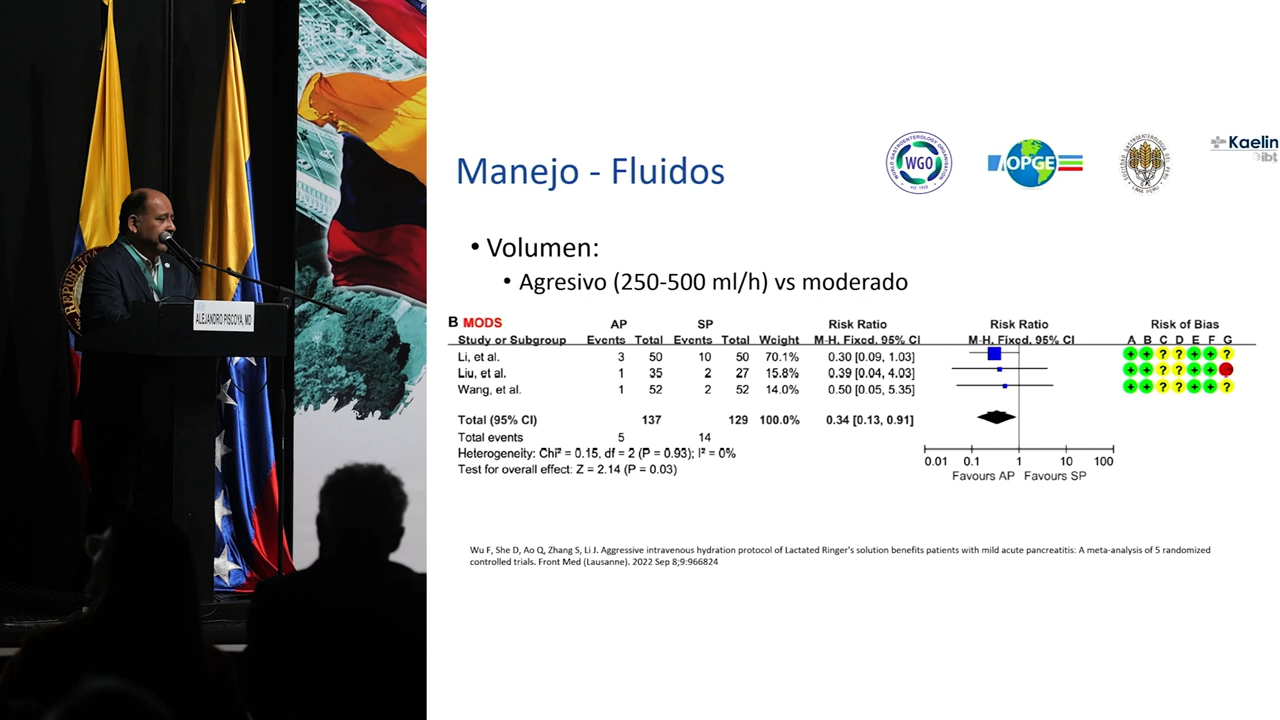 REPUBLIC
ALEJANDRO PISCOYA, MD
Manejo - Fluidos
WGO
OPGE
Kaelin
ibt
• Volumen:
• Agresivo (250-500 ml/h) vs moderado
B MODS AP SP Risk Ratio Risk Ratio Risk of Bias
Study or Subgroup Events Total Events Total Weight M-H. Fixed. 95% CI M-H. Fixed. 95% CI A B C D E F G
Li, et al. 3 50 10 50 70.1% 0.30 [0.09, 1.03] + + ? ? + + ?
Liu, et al. 1 35 2 27 15.8% 0.39 [0.04, 4.03] + + ? ? + +
Wang, et al. 1 52 2 52 14.0% 0.50 [0.05, 5.35] + + ? ? + + ?
Total (95% CI) 137 129 100.0% 0.34 [0.13, 0.91]
Total events 5 14
Heterogeneity: Chi² = 0.15, df = 2 (P = 0.93); I² = 0%
Test for overall effect: Z = 2.14 (P = 0.03)
0.01 0.1 1 10 100
Favours AP Favours SP
Wu F, She D, Ao Q, Zhang S, Li J. Aggressive intravenous hydration protocol of Lactated Ringer's solution benefits patients with mild acute pancreatitis: A meta-analysis of 5 randomized
controlled trials. Front Med (Lausanne). 2022 Sep 8;9:966824